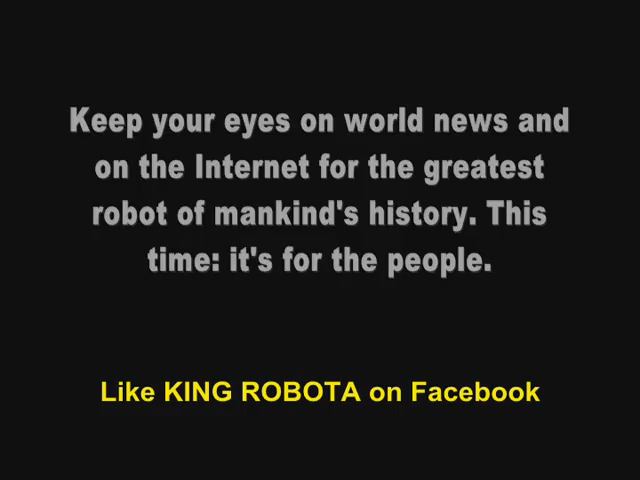 Keep your eyes on world news and
on the Internet for the greatest
robot of mankind's history. This
time: it's for the people.
Like KING ROBOTA on Facebook